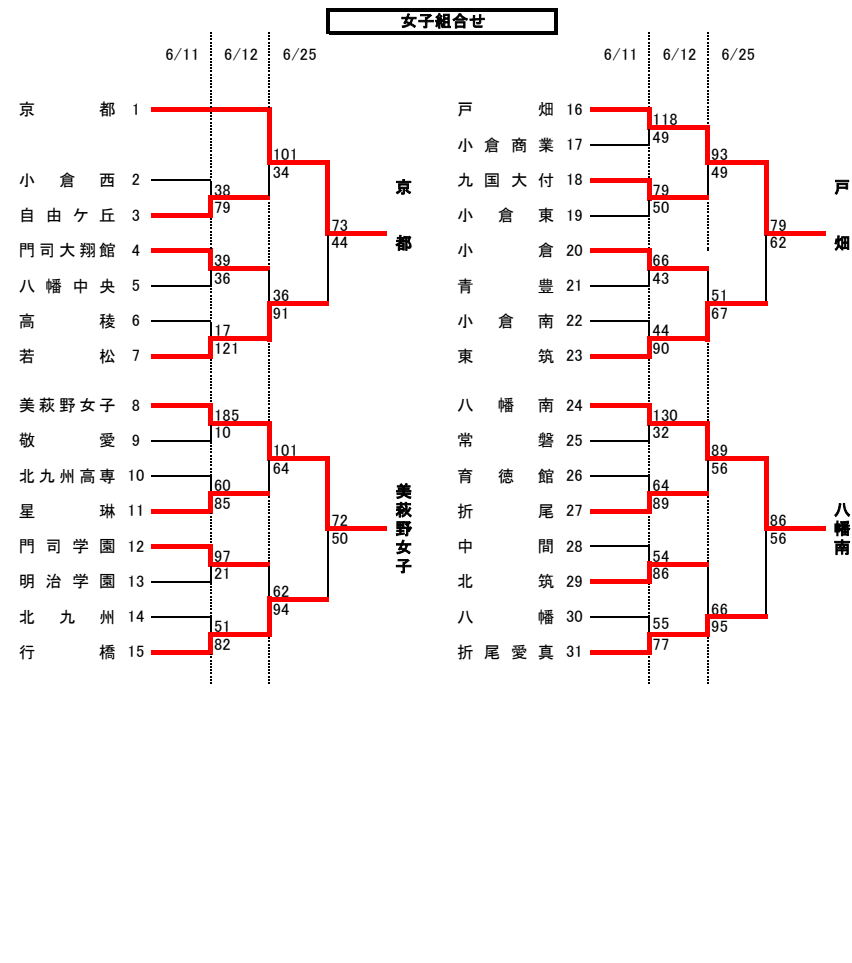 女子組合せ
6/11 6/12 6/25
京都 1
小倉西 2
自由ケ丘 3
門司大翔館 4
八幡中央 5
高稜 6
若松 7
美萩野女子 8
敬愛 9
北九州高専 10
星琳 11
門司学園 12
明治学園 13
北九州 14
行橋 15
38
79
39
36
17
121
185
10
60
85
97
21
51
82
101
34
36
91
101
64
62
94
73
44
72
50
京都
美萩野女子
6/11 6/12 6/25
戸畑 16
小倉商業 17
九国大付 18
小倉東 19
小倉 20
青豊 21
小倉南 22
東筑 23
八幡南 24
常磐 25
育徳館 26
折尾 27
中間 28
北筑 29
八幡 30
折尾愛真 31
118
49
79
50
66
43
44
90
130
32
64
89
54
86
55
77
93
49
51
67
89
56
66
95
79
62
86
56
戸畑
八幡南